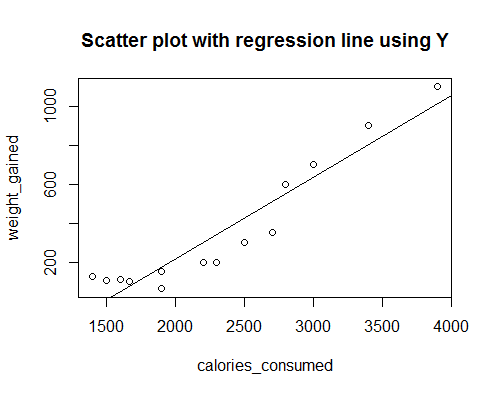 Scatter plot with regression line using Y
weight_gained
1000
600
200
1500 2000 2500 3000 3500 4000
calories_consumed